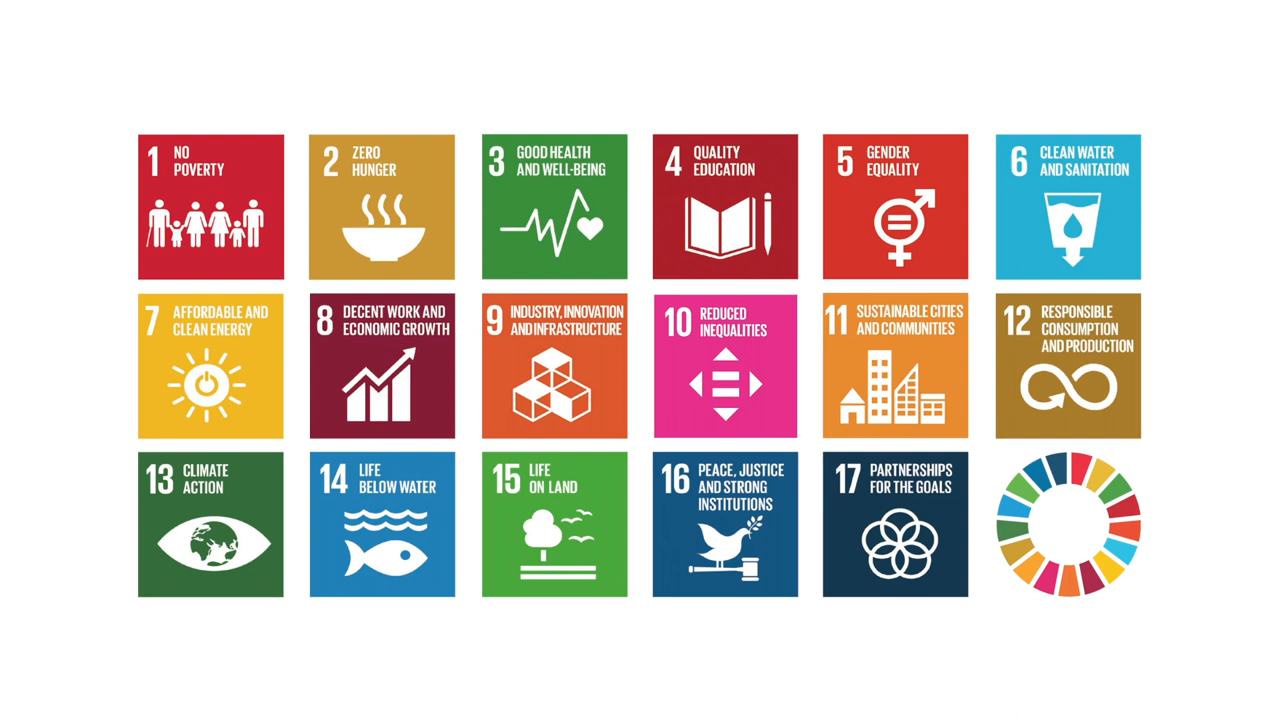 1 NO
POVERTY
2 ZERO
HUNGER
3 GOOD HEALTH
AND WELL-BEING
4 QUALITY
EDUCATION
5 GENDER
EQUALITY
6 CLEAN WATER
AND SANITATION
7 AFFORDABLE AND
CLEAN ENERGY
8 DECENT WORK AND
ECONOMIC GROWTH
9 INDUSTRY, INNOVATION
AND INFRASTRUCTURE
10 REDUCED
INEQUALITIES
11 SUSTAINABLE CITIES
AND COMMUNITIES
12 RESPONSIBLE
CONSUMPTION
AND PRODUCTION
13 CLIMATE
ACTION
14 LIFE
BELOW WATER
15 LIFE
ON LAND
16 PEACE, JUSTICE
AND STRONG
INSTITUTIONS
17 PARTNERSHIPS
FOR THE GOALS